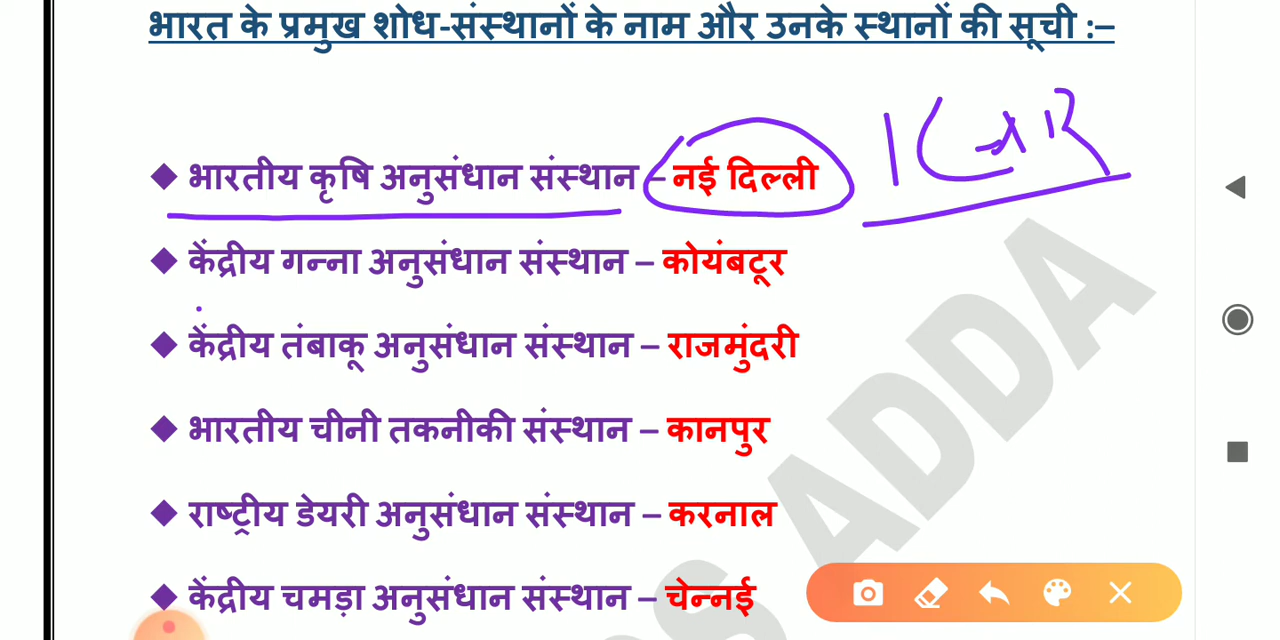 भारत के प्रमुख शोध-संस्थानों के नाम और उनके स्थानों की सूची :–
◆ भारतीय कृषि अनुसंधान संस्थान – नई दिल्ली
ICAR
◆ केंद्रीय गन्ना अनुसंधान संस्थान – कोयंबटूर
◆ केंद्रीय तंबाकू अनुसंधान संस्थान – राजमुंदरी
◆ भारतीय चीनी तकनीकी संस्थान – कानपुर
◆ राष्ट्रीय डेयरी अनुसंधान संस्थान – करनाल
◆ केंद्रीय चमड़ा अनुसंधान संस्थान – चेन्नई
ADDA